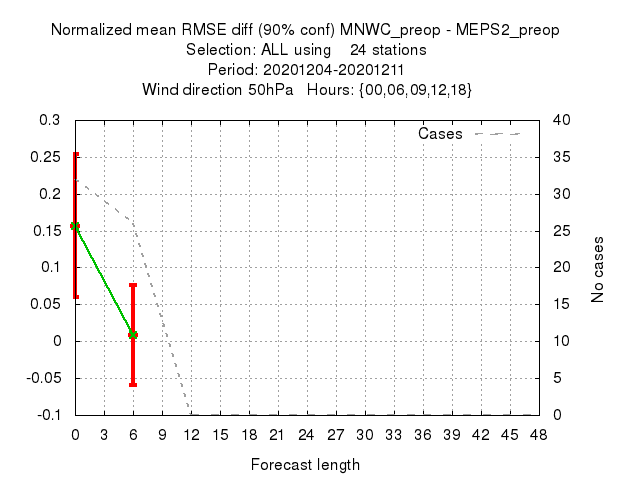 Normalized mean RMSE diff (90% conf) MNWC_preop - MEPS2_preop
Selection: ALL using 24 stations
Period: 20201204-20201211
Wind direction 50hPa Hours: {00,06,09,12,18}
Cases
0.3
0.25
0.2
0.15
0.1
0.05
0
-0.05
-0.1
40
35
30
25
20
15
10
5
0
No cases
0 3 6 9 12 15 18 21 24 27 30 33 36 39 42 45 48
Forecast length